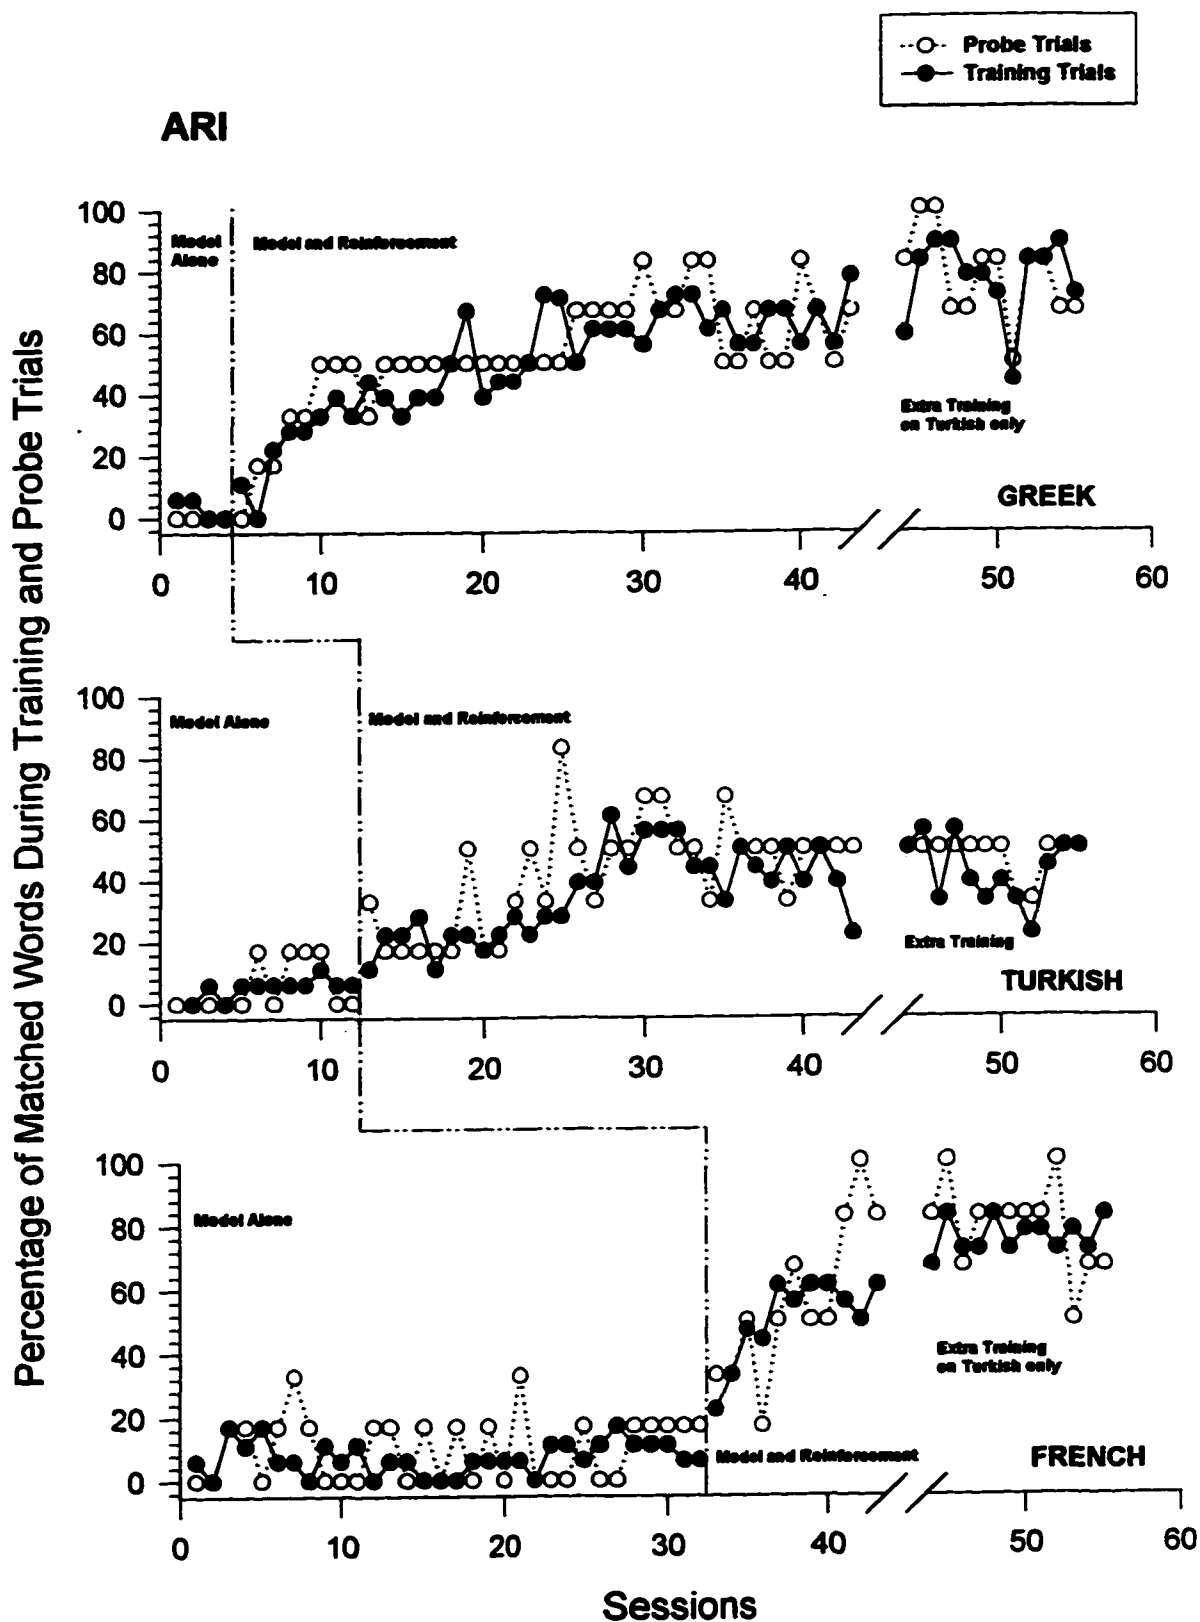 Probe Trials
Training Trials
ARI
Percentage of Matched Words During Training and Probe Trials
100
80
60
40
20
0
Model
Alone
Model and Reinforcement
Extra Training
on Turkish only
GREEK
0
10
20
30
40
50
60
100
80
60
40
20
0
Model Alone
Model and Reinforcement
Extra Training
TURKISH
0
10
20
30
40
50
60
100
80
60
40
20
0
Model Alone
Model and Reinforcement
Extra Training
on Turkish only
FRENCH
0
10
20
30
40
50
60
Sessions